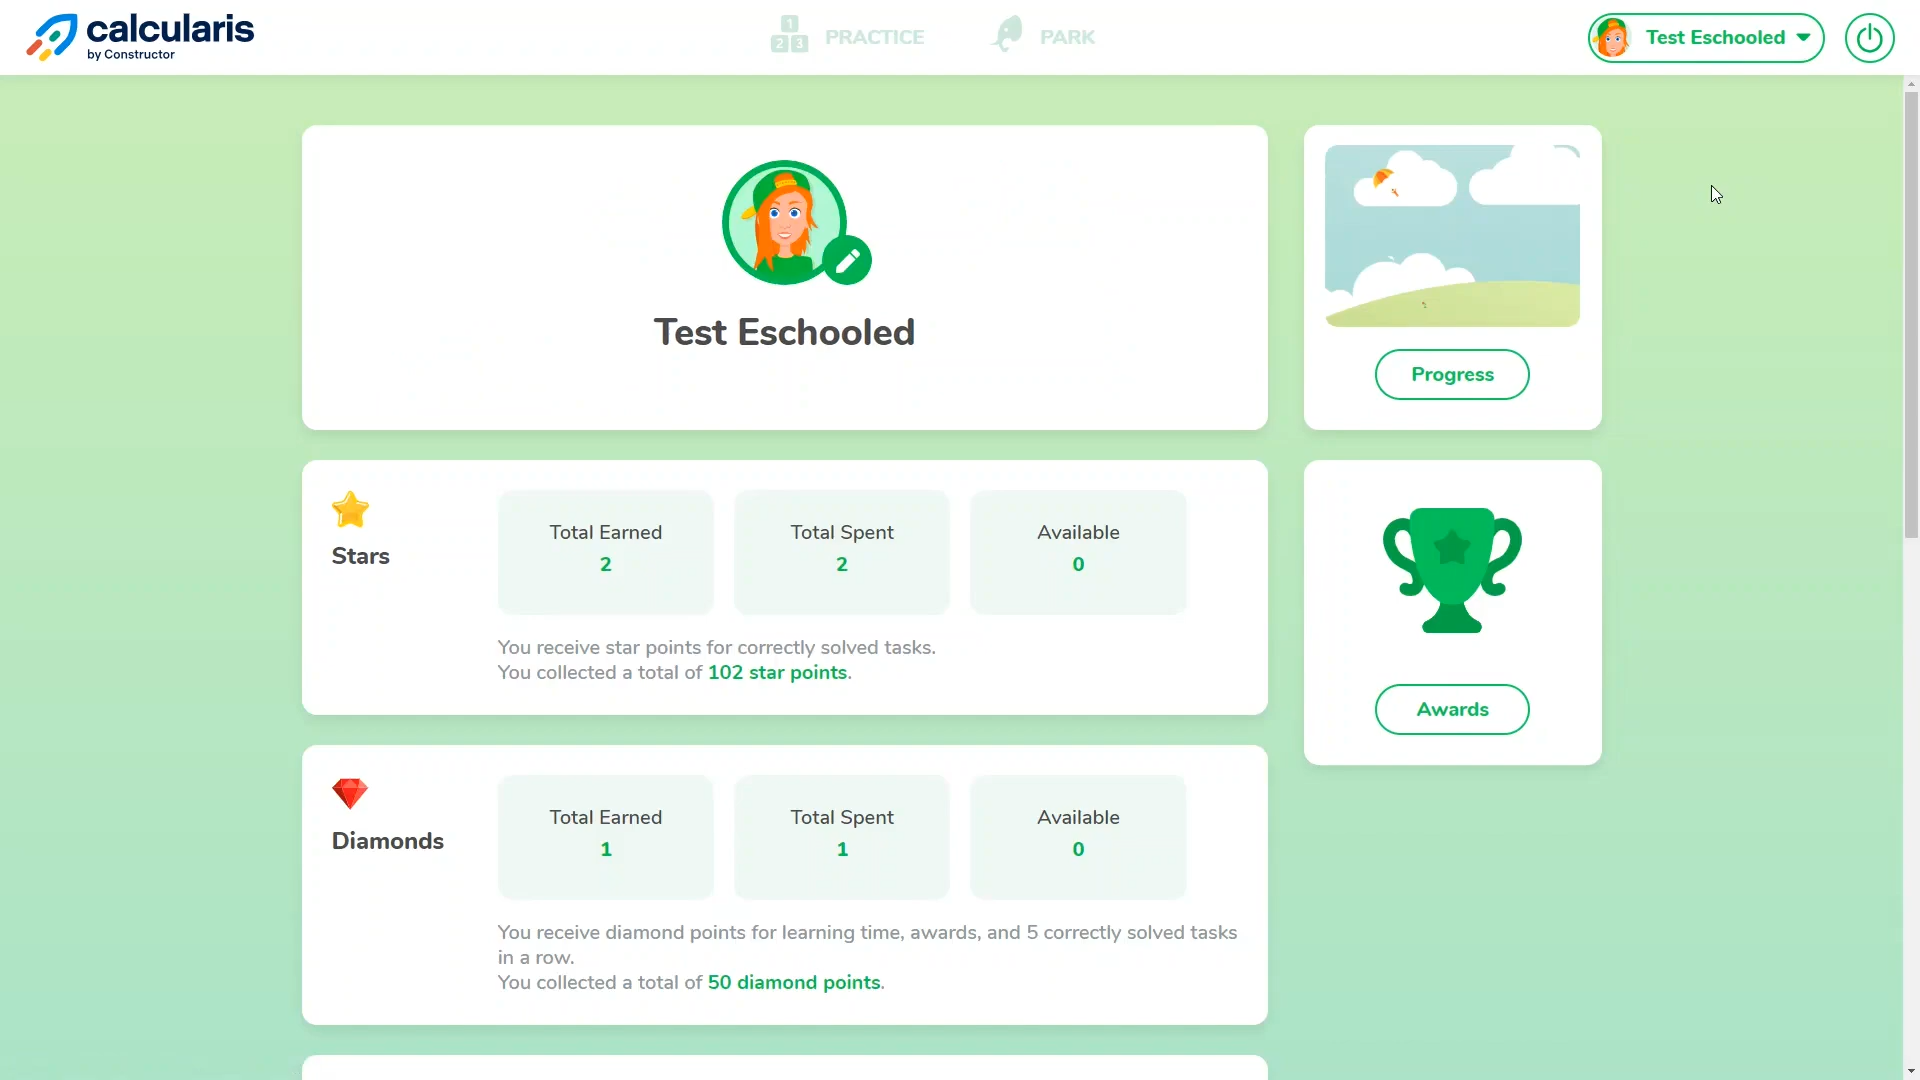 calcularis
by Constructor
1
2 3
PRACTICE
PARK
Test Eschooled
Test Eschooled
Progress
Stars
Total Earned
2
Total Spent
2
Available
0
You receive star points for correctly solved tasks.
You collected a total of 102 star points.
Awards
Diamonds
Total Earned
1
Total Spent
1
Available
0
You receive diamond points for learning time, awards, and 5 correctly solved tasks
in a row.
You collected a total of 50 diamond points.